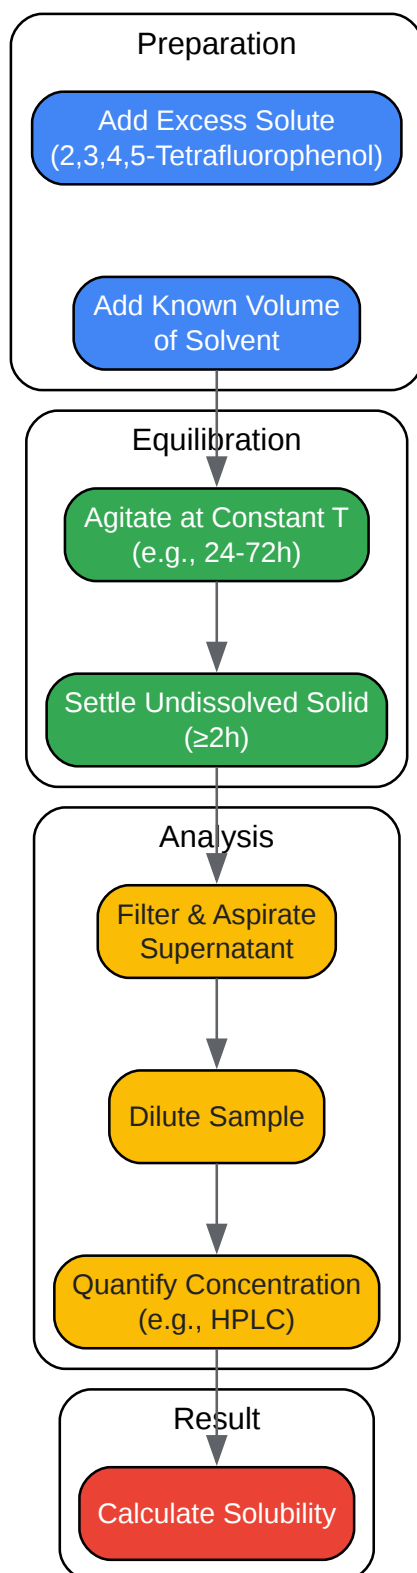 Preparation
Add Excess Solute
(2,3,4,5-Tetrafluorophenol)
Add Known Volume
of Solvent
Equilibration
Agitate at Constant T
(e.g., 24-72h)
Settle Undissolved Solid
(≥2h)
Analysis
Filter & Aspirate
Supernatant
Dilute Sample
Quantify Concentration
(e.g., HPLC)
Result
Calculate Solubility